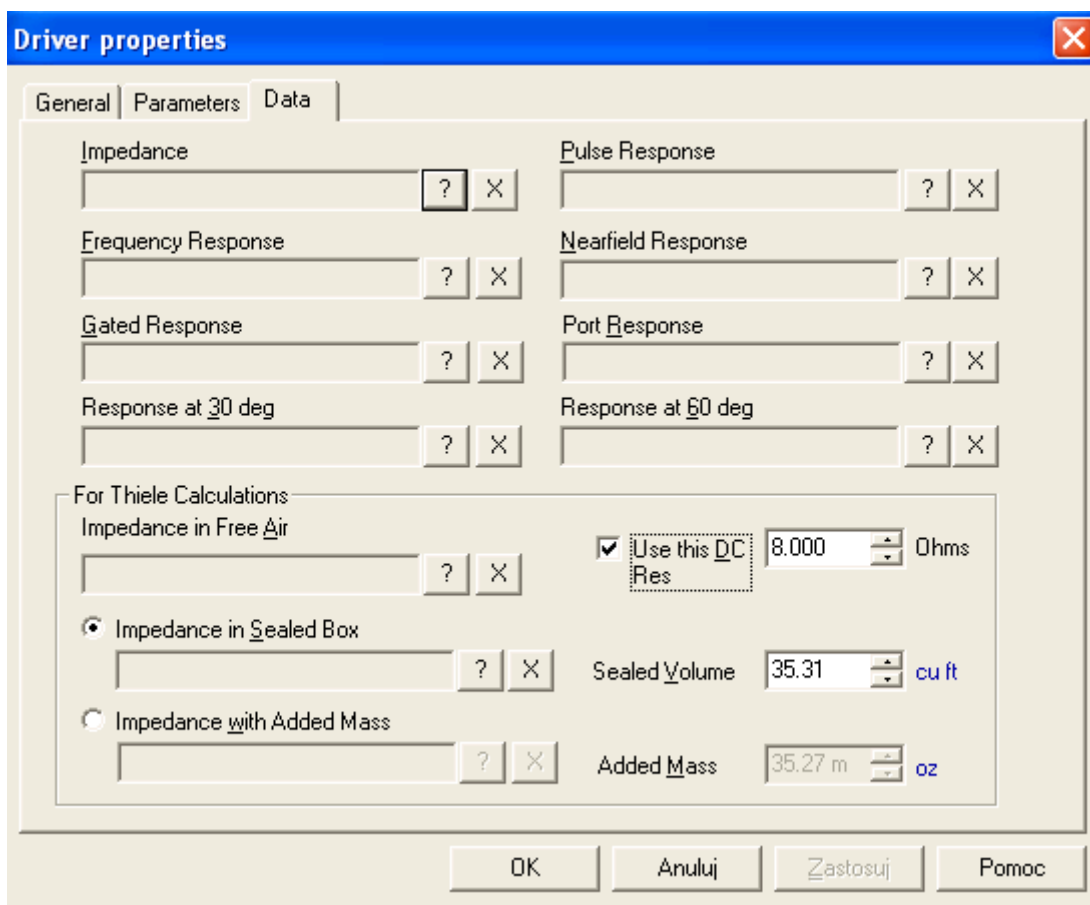 Driver properties
General Parameters Data
Impedance Pulse Response
? X ? X
Frequency Response Nearfield Response
? X ? X
Gated Response Port Response
? X ? X
Response at 30 deg Response at 60 deg
? X ? X
For Thiele Calculations
Impedance in Free Air
Use this DC Res 8.000 Ohms
? X
Impedance in Sealed Box
? X Sealed Volume 35.31 cu ft
Impedance with Added Mass
? X Added Mass 35.27 m oz
OK Anuluj Zastosuj Pomoc